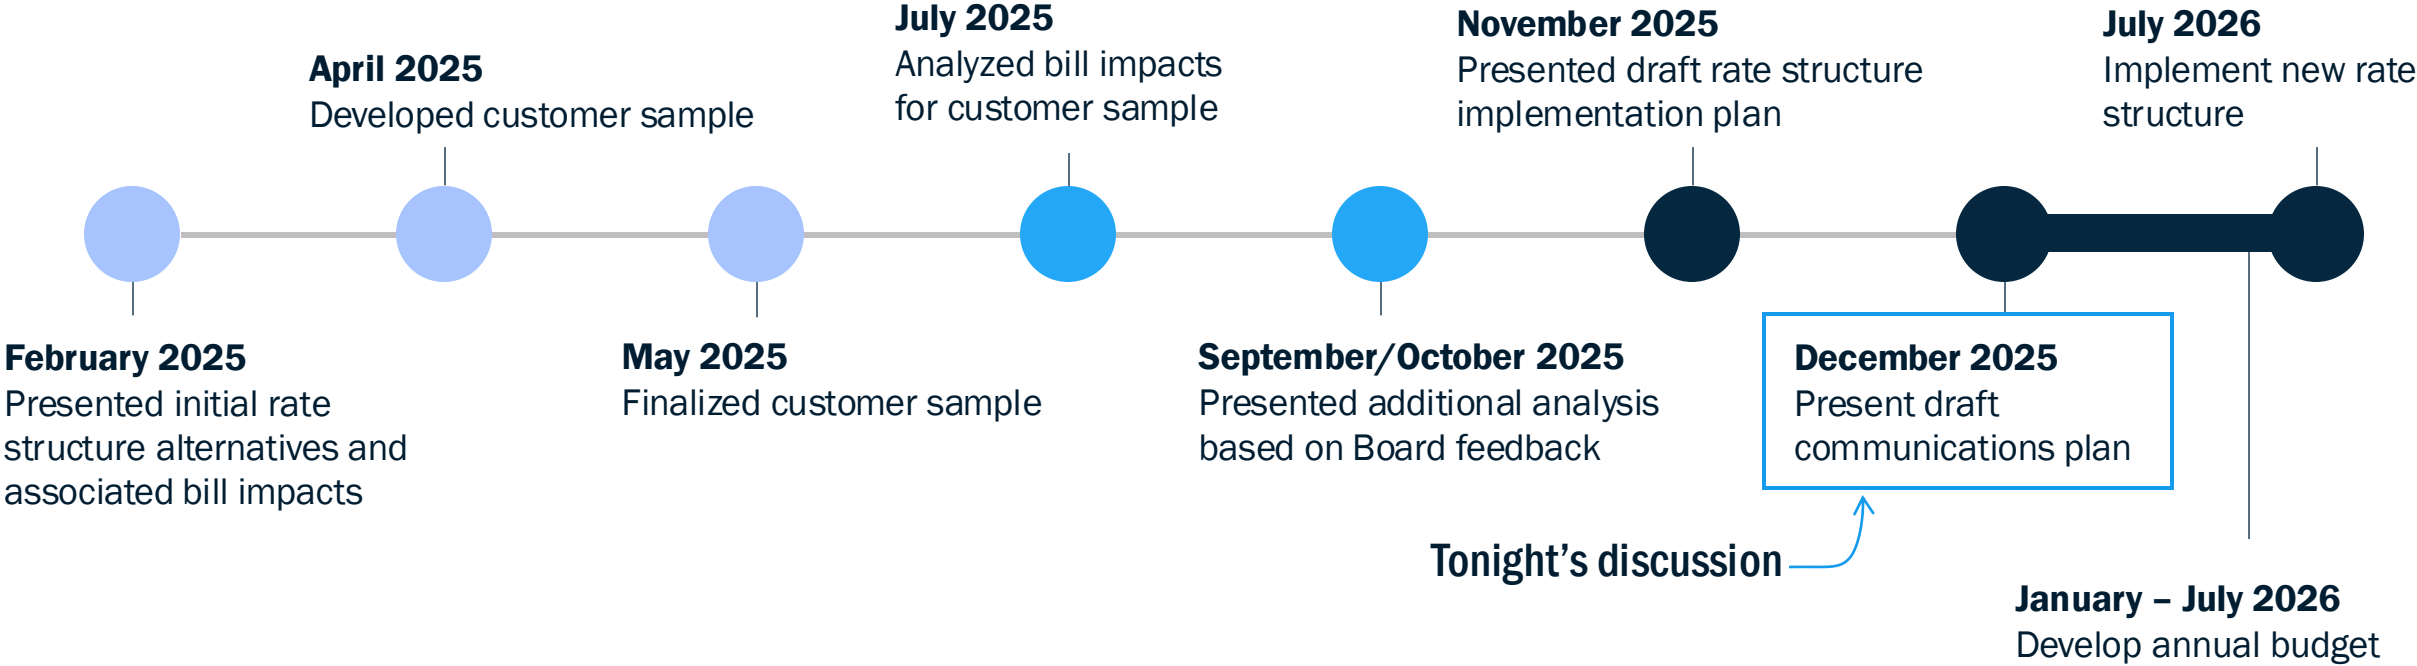 February 2025
Presented initial rate
structure alternatives and
associated bill impacts
April 2025
Developed customer sample
May 2025
Finalized customer sample
July 2025
Analyzed bill impacts
for customer sample
September/October 2025
Presented additional analysis
based on Board feedback
November 2025
Presented draft rate structure
implementation plan
December 2025
Present draft
communications plan
Tonight’s discussion
January – July 2026
Develop annual budget
July 2026
Implement new rate
structure